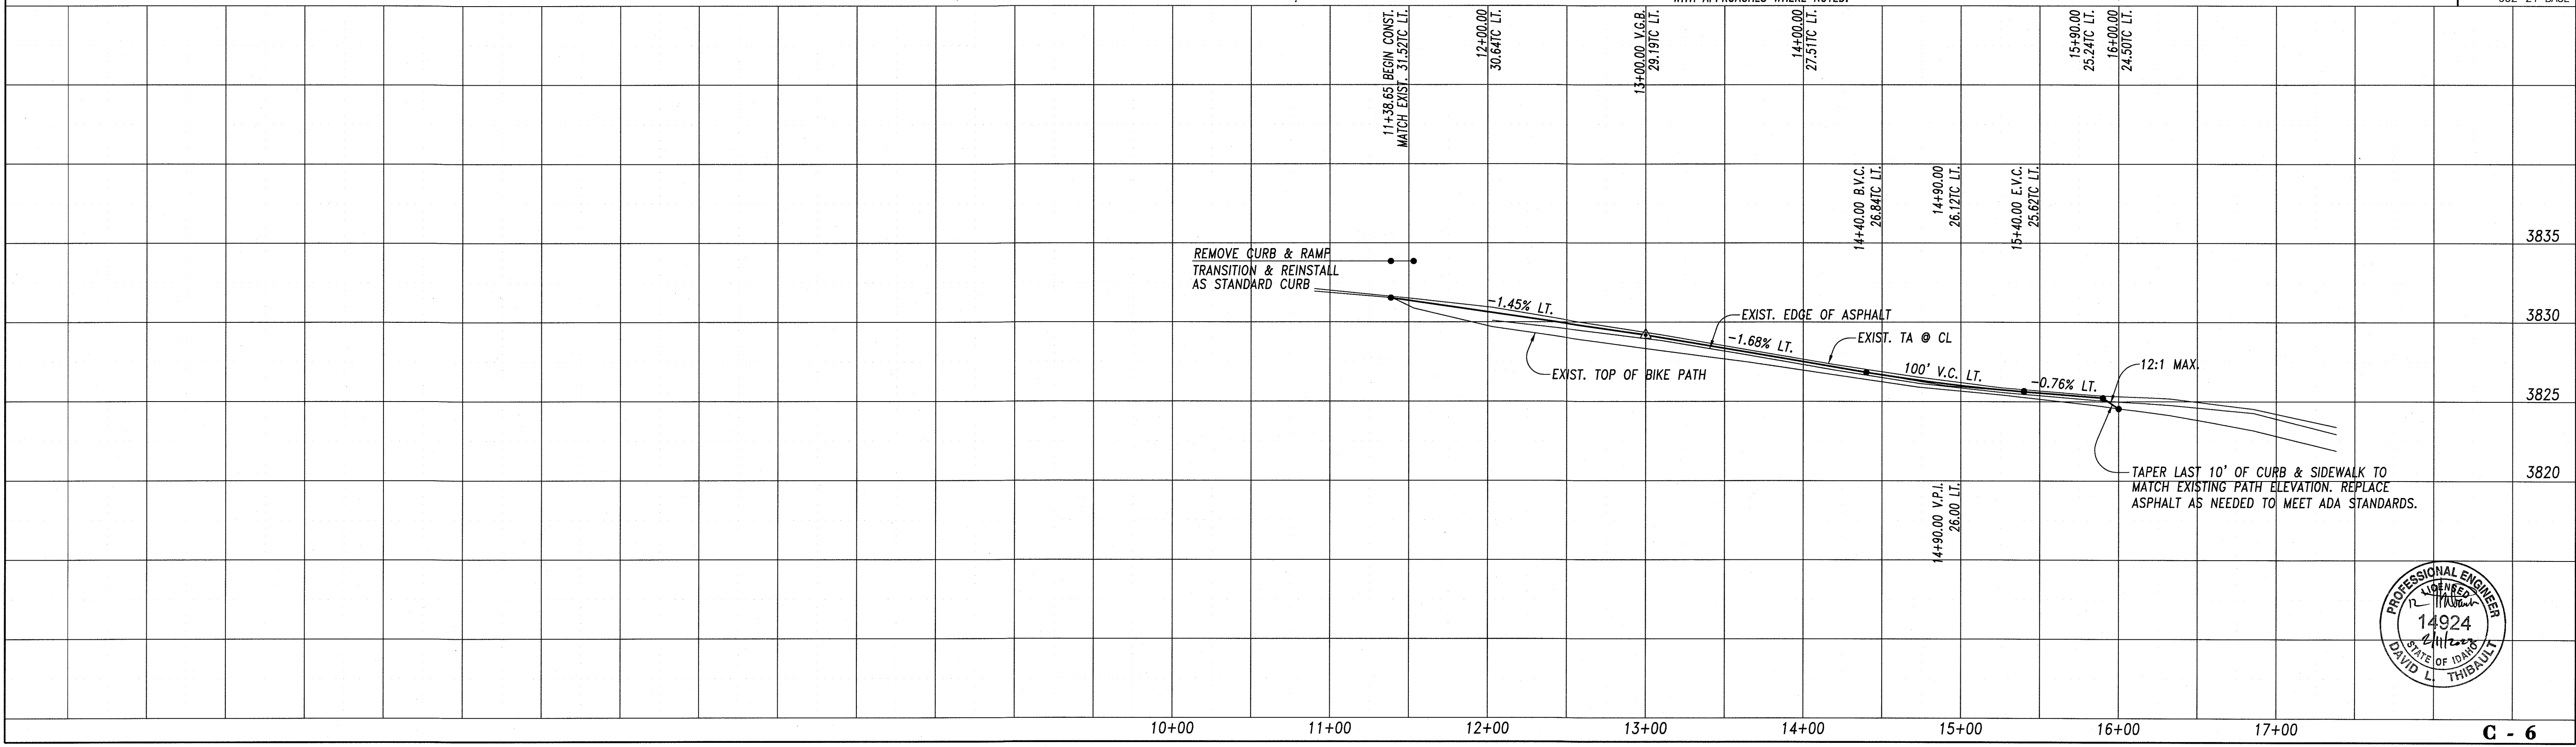 WITH APPROACHES WHERE NOTED.
11+38.65 BEGIN CONST.
MATCH EXIST. 31.52TC LT.
12+00.00
30.64TC LT.
13+00.00 V.G.B.
29.19TC LT.
14+00.00
27.51TC LT.
15+90.00
25.24TC LT.
16+00.00
24.50TC LT.
14+40.00 B.V.C.
26.84TC LT.
14+90.00
26.12TC LT.
15+40.00 E.V.C.
25.62TC LT.
3835
REMOVE CURB & RAMP
TRANSITION & REINSTALL
AS STANDARD CURB
-1.45% LT.
EXIST. EDGE OF ASPHALT
3830
-1.68% LT.
EXIST. TA @ CL
EXIST. TOP OF BIKE PATH
100' V.C. LT.
-0.76% LT.
12:1 MAX.
3825
TAPER LAST 10' OF CURB & SIDEWALK TO
MATCH EXISTING PATH ELEVATION. REPLACE
ASPHALT AS NEEDED TO MEET ADA STANDARDS.
3820
14+90.00 V.P.I.
26.00 LT.
PROFESSIONAL ENGINEER
LICENSED
14924
STATE OF IDAHO
DAVID L. THIBAULT
10+00
11+00
12+00
13+00
14+00
15+00
16+00
17+00
C - 6